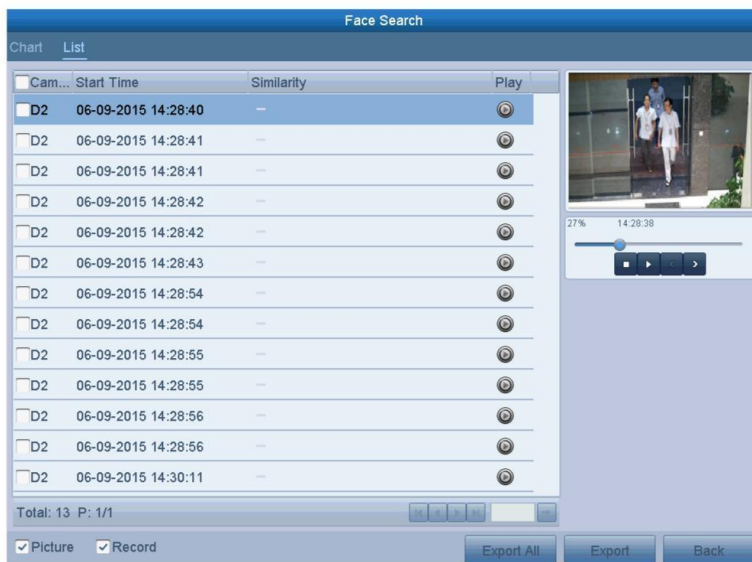 Face Search
Chart List
Cam... Start Time Similarity Play
D2 06-09-2015 14:28:40 —
D2 06-09-2015 14:28:41 —
D2 06-09-2015 14:28:41 —
D2 06-09-2015 14:28:42 —
D2 06-09-2015 14:28:42 —
D2 06-09-2015 14:28:43 —
D2 06-09-2015 14:28:54 —
D2 06-09-2015 14:28:54 —
D2 06-09-2015 14:28:55 —
D2 06-09-2015 14:28:55 —
D2 06-09-2015 14:28:56 —
D2 06-09-2015 14:28:56 —
D2 06-09-2015 14:30:11 —
27% 14:28:38
Total: 13 P: 1/1
Picture Record
Export All Export Back